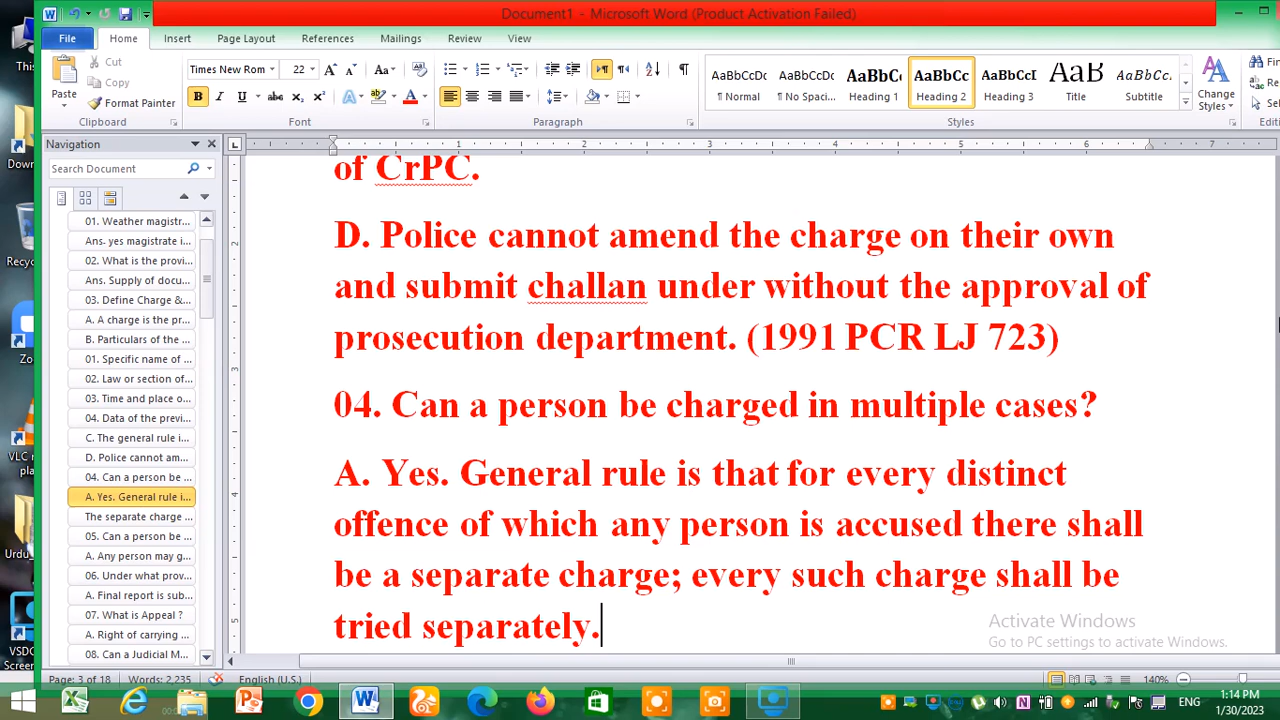 Document1 - Microsoft Word (Product Activation Failed)
File Home Insert Page Layout References Mailings Review View
Cut
Copy
Format Painter
Paste
Times New Rom 22
B I U
Change Styles
AaBbCcDc AaBbCcDc AaBbC AaBbCc AaBbCcI AaB AaBbCc.
¶ Normal ¶ No Spaci... Heading 1 Heading 2 Heading 3 Title Subtitle
Clipboard Font Paragraph Styles
Navigation
Search Document
01. Weather magistr...
Ans. yes magistrate i...
02. What is the provi...
Ans. Supply of docu...
03. Define Charge &...
A. A charge is the pr...
B. Particulars of the ...
01. Specific name of ...
02. Law or section of...
03. Time and place o...
04. Data of the previ...
C. The general rule i...
D. Police cannot am...
04. Can a person be ...
A. Yes. General rule i...
The separate charge ...
05. Can a person be ...
A. Any person may g...
06. Under what prov...
A. Final report is sub...
07. What is Appeal ?
A. Right of carrying ...
08. Can a Judicial M...
of CrPC.
D. Police cannot amend the charge on their own
and submit challan under without the approval of
prosecution department. (1991 PCR LJ 723)
04. Can a person be charged in multiple cases?
A. Yes. General rule is that for every distinct
offence of which any person is accused there shall
be a separate charge; every such charge shall be
tried separately.
Activate Windows
Go to PC settings to activate Windows.
Page: 3 of 18 Words: 2,235 English (U.S.) 140%
ENG
1:14 PM
1/30/2023